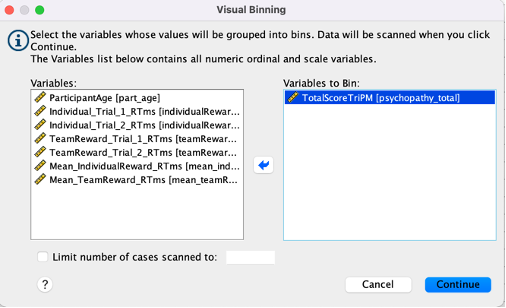 Visual Binning
Select the variables whose values will be grouped into bins. Data will be scanned when you click
Continue.
The Variables list below contains all numeric ordinal and scale variables.
Variables:
ParticipantAge [part_age]
Individual_Trial_1_RTms [individualRewar...
Individual_Trial_2_RTms [individualRewar...
TeamReward_Trial_1_RTms [teamRewar...
TeamReward_Trial_2_RTms [teamRewar...
Mean_IndividualReward_RTms [mean_ind...
Mean_TeamReward_RTms [mean_teamR...
Variables to Bin:
TotalScoreTriPM [psychopathy_total]
Limit number of cases scanned to:
?
Cancel
Continue